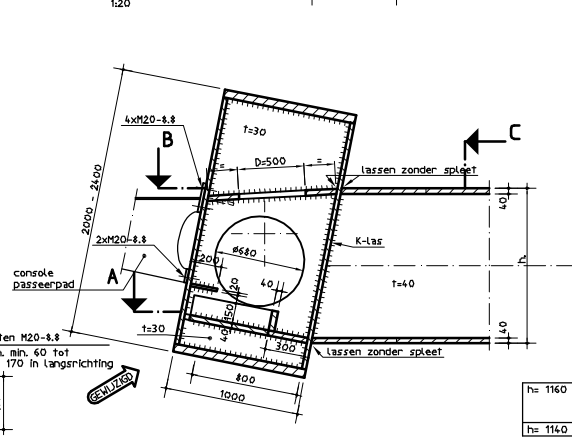 1:20
4xM20-8.8
B
t=30
C
= D=500 =
lassen zonder spleet
40
2000 - 2400
2xM20-8.8
ø680
K-las
200
h
console
passeerpad
A
20
40
t=40
150
t=30
40
300
40
lassen zonder spleet
ten M20-8.8
. min. 60 tot
170 in langsrichting
GEWIJZIGD
800
1000
h= 1160
h= 1140